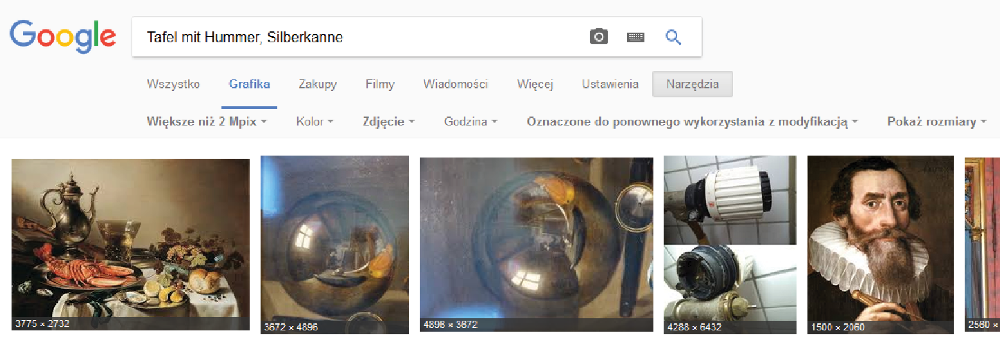 Google
Tafel mit Hummer, Silberkanne
Wszystko Grafika Zakupy Filmy Wiadomości Więcej Ustawienia Narzędzia
Większe niż 2 Mpix Kolor Zdjęcie Godzina Oznaczone do ponownego wykorzystania z modyfikacją Pokaż rozmiary
3775 × 2732 3672 × 4896 4896 × 3672 4288 × 6432 1500 × 2060 2560 ×